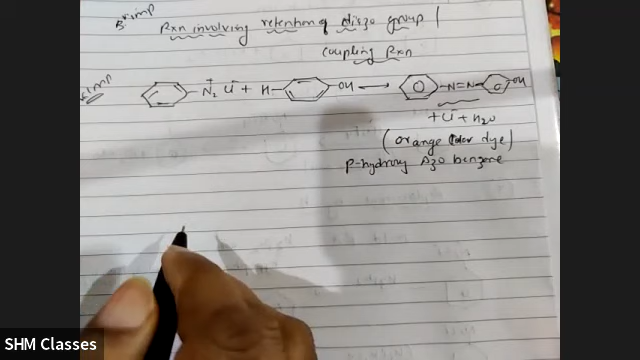 Rxn involving retention of diazo group /
coupling Rxn
imp
N₂⁺ Cl⁻ + H- -OH → -N=N- -OH
+ Cl⁻ + H₂O
(orange color dye)
P-hydroxy Azo benzene
SHM Classes